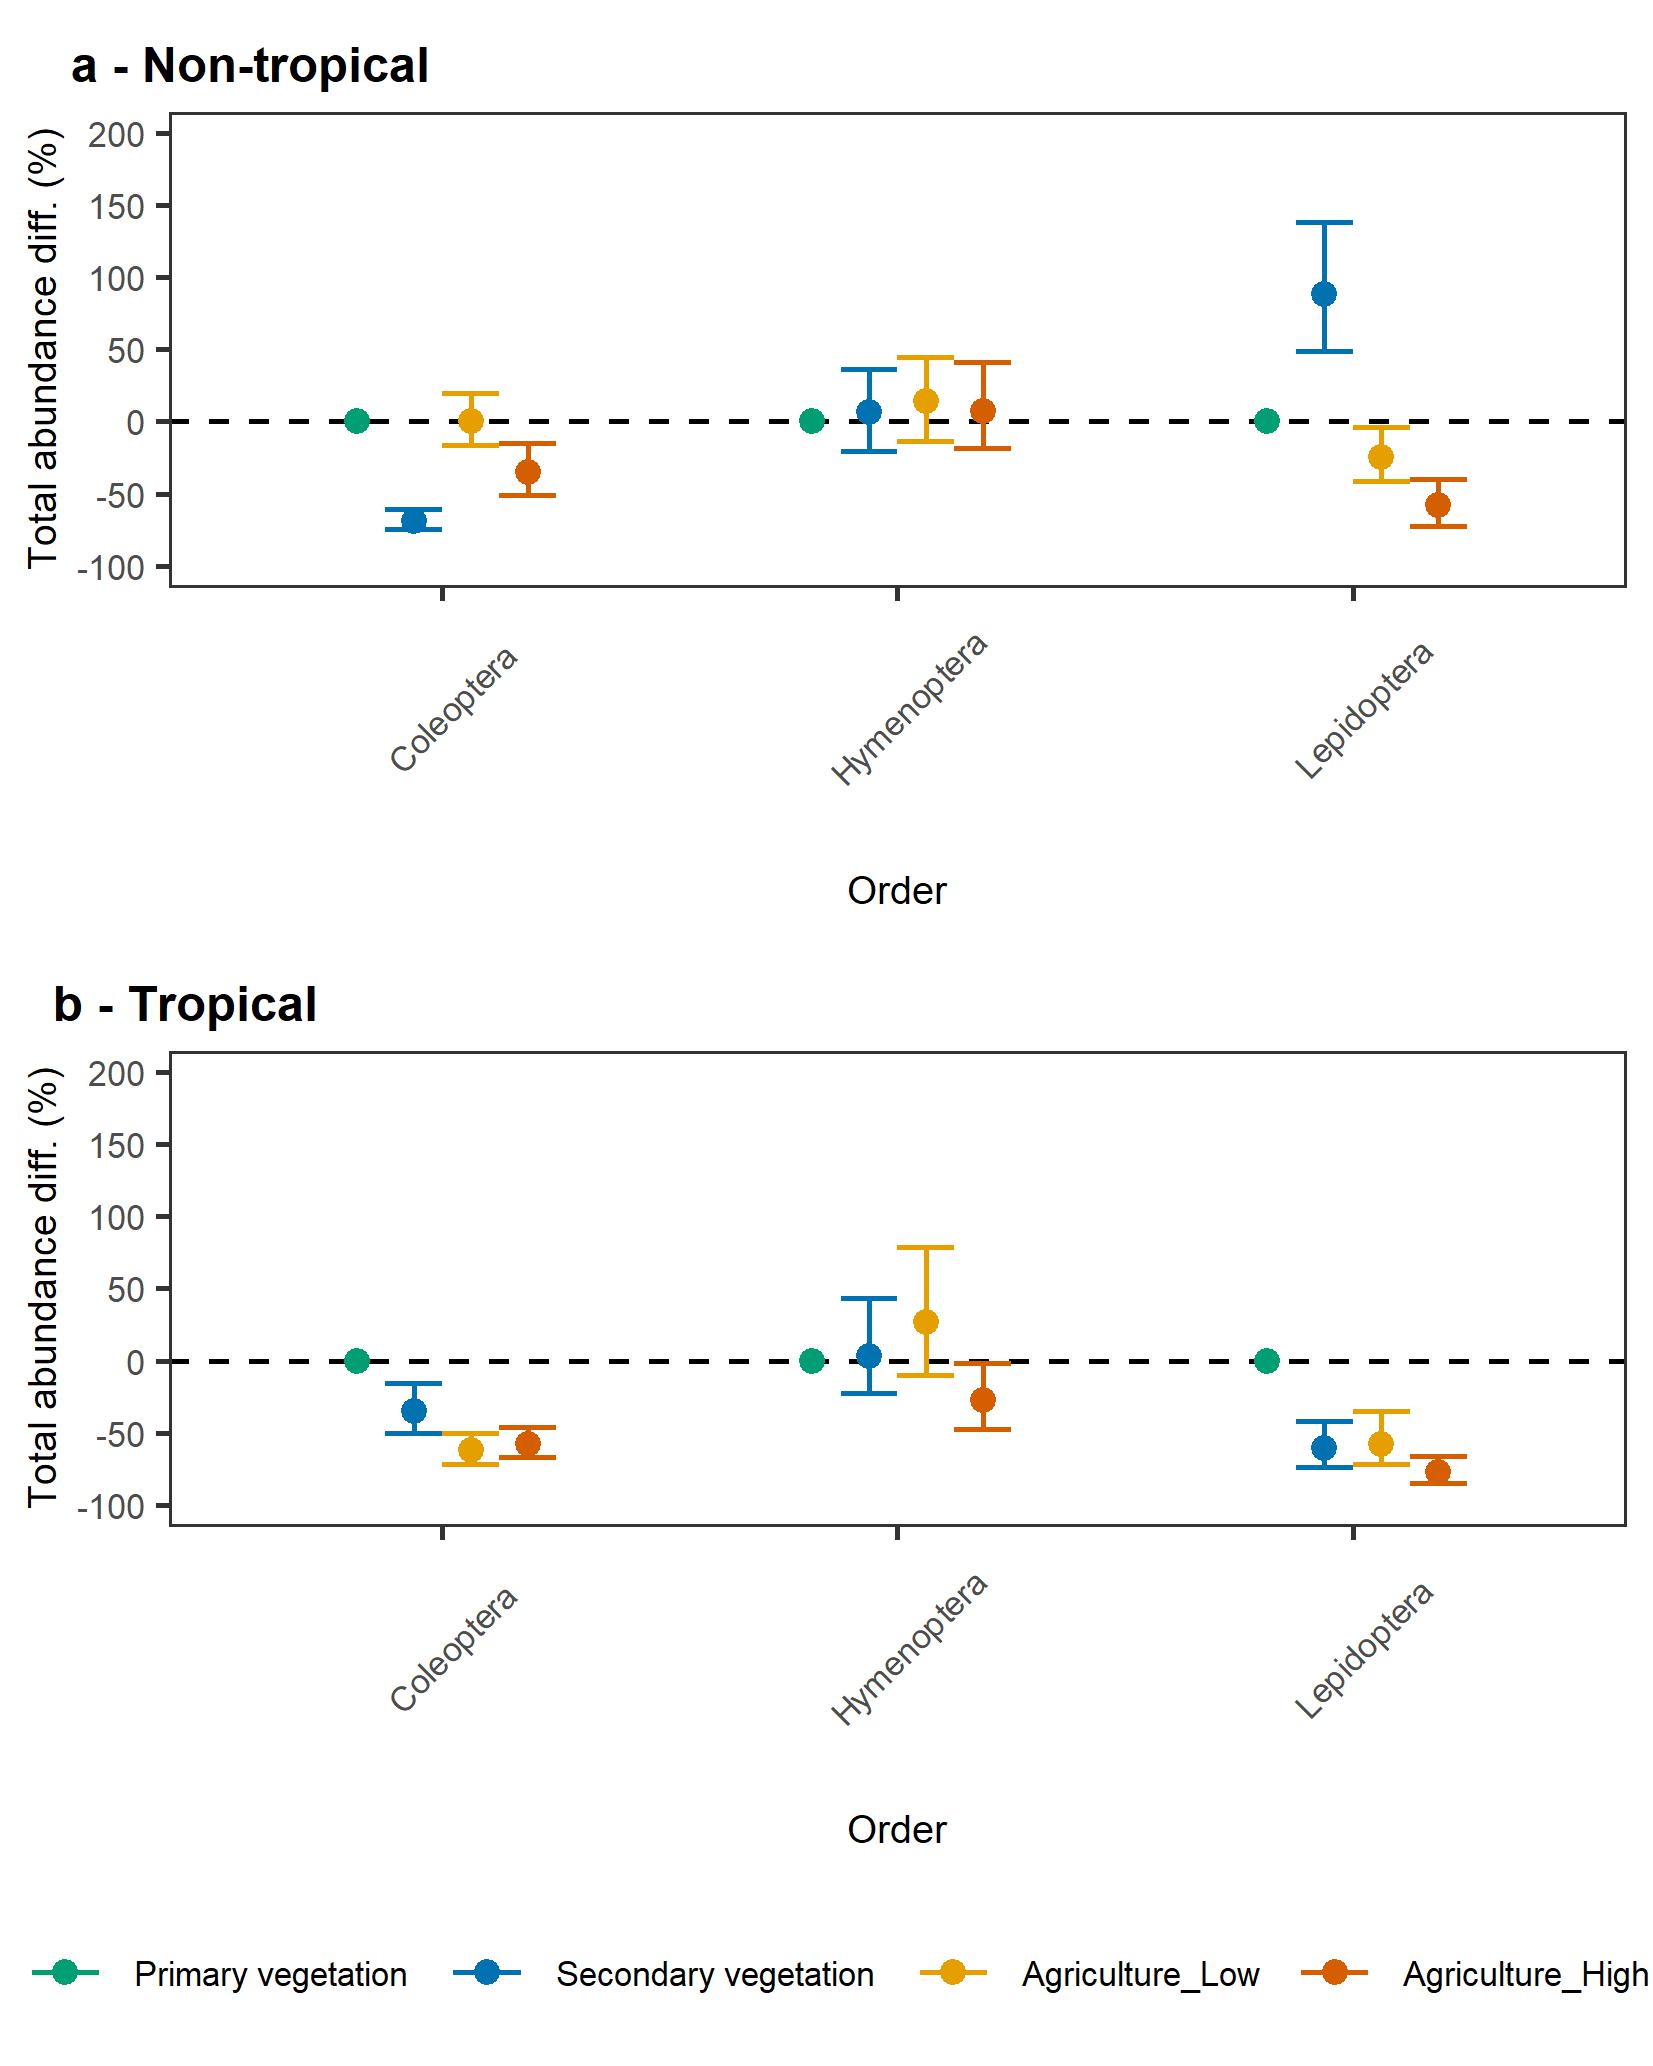 a - Non-tropical
Total abundance diff. (%)
200
150
100
50
0
-50
-100
Coleoptera
Hymenoptera
Lepidoptera
Order
b - Tropical
Total abundance diff. (%)
200
150
100
50
0
-50
-100
Coleoptera
Hymenoptera
Lepidoptera
Order
Primary vegetation
Secondary vegetation
Agriculture_Low
Agriculture_High